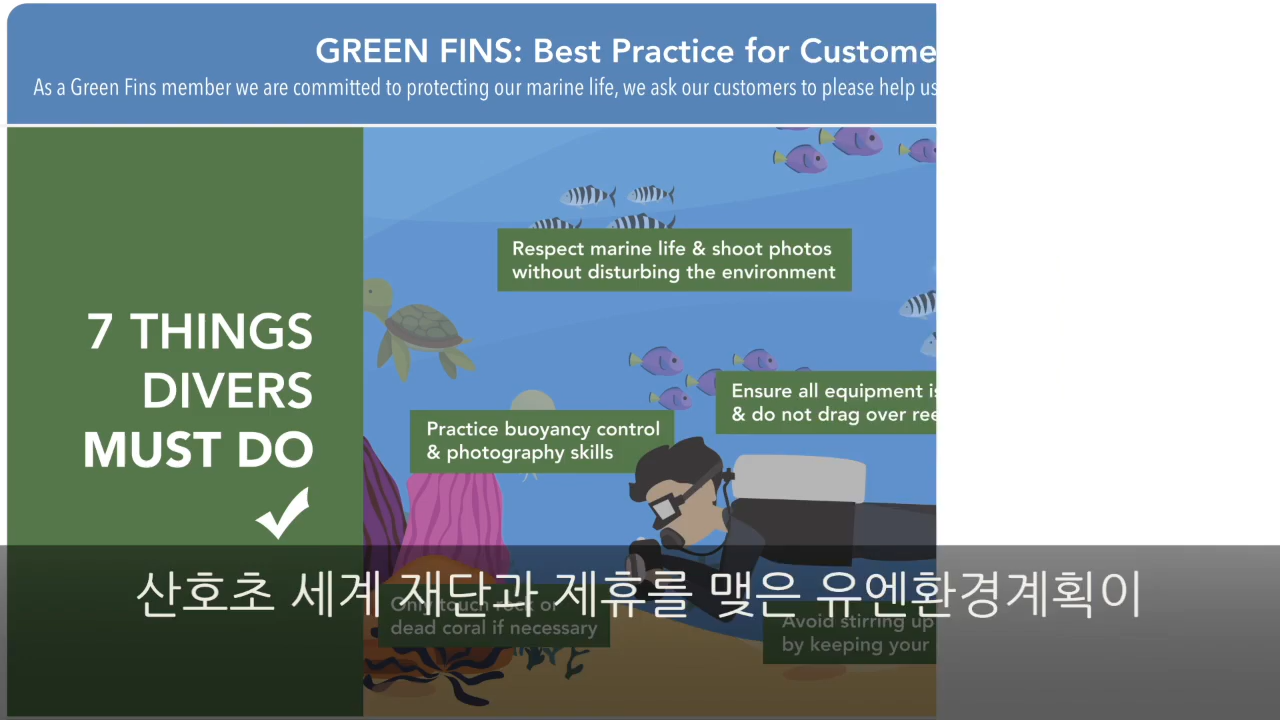 GREEN FINS: Best Practice for Custome
As a Green Fins member we are committed to protecting our marine life, we ask our customers to please help us
Respect marine life & shoot photos
without disturbing the environment
7 THINGS
DIVERS
MUST DO
Ensure all equipment is
& do not drag over ree
Practice buoyancy control
& photography skills
산호초 세계 재단과 제휴를 맺은 유엔환경계획이
Only touch rock or
dead coral if necessary
Avoid stirring up
by keeping your